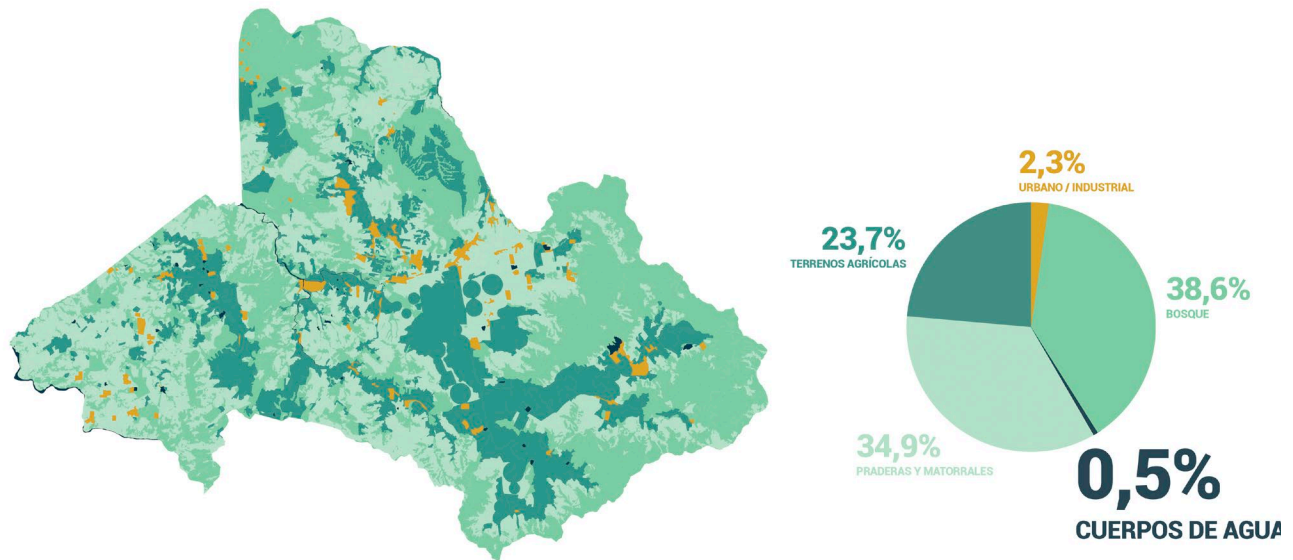 2,3%
URBANO / INDUSTRIAL
23,7%
TERRENOS AGRÍCOLAS
38,6%
BOSQUE
34,9%
PRADERAS Y MATORRALES
0,5%
CUERPOS DE AGUA